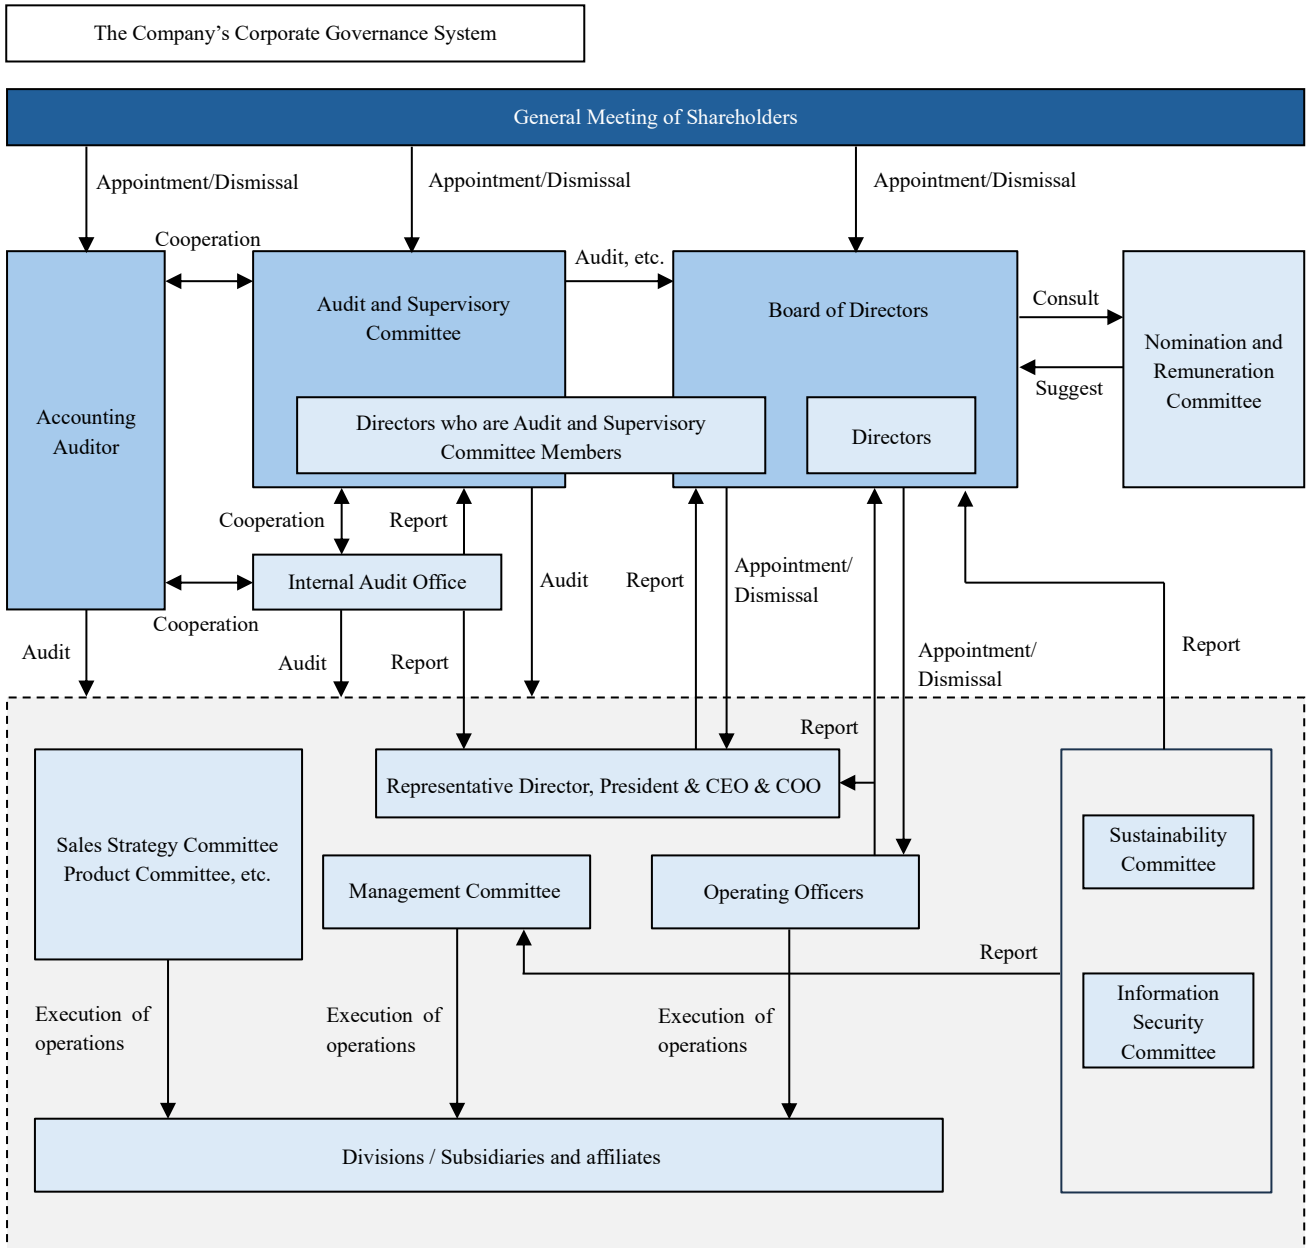 The Company’s Corporate Governance System
General Meeting of Shareholders
Appointment/Dismissal
Appointment/Dismissal
Appointment/Dismissal
Cooperation
Audit, etc.
Accounting
Auditor
Audit and Supervisory
Committee
Board of Directors
Consult
Suggest
Nomination and
Remuneration
Committee
Directors who are Audit and Supervisory
Committee Members
Directors
Cooperation
Report
Internal Audit Office
Cooperation
Audit
Audit
Report
Audit
Report
Appointment/
Dismissal
Appointment/
Dismissal
Report
Report
Sales Strategy Committee
Product Committee, etc.
Representative Director, President & CEO & COO
Management Committee
Operating Officers
Sustainability
Committee
Report
Information
Security
Committee
Execution of
operations
Execution of
operations
Execution of
operations
Divisions / Subsidiaries and affiliates